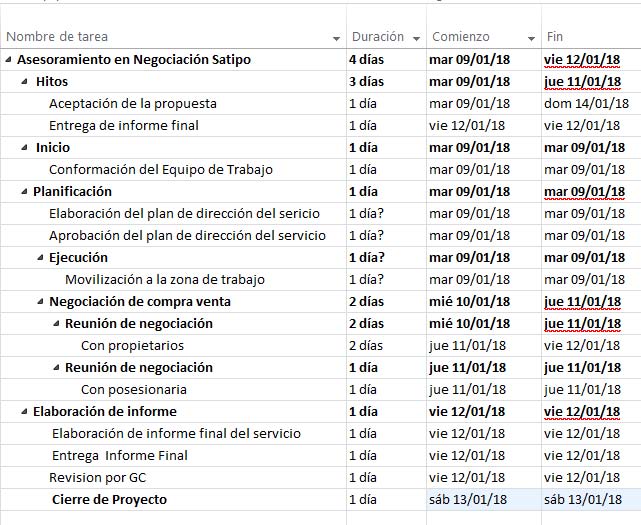 Nombre de tarea Duración Comienzo Fin
Asesoramiento en Negociación Satipo 4 días mar 09/01/18 vie 12/01/18
Hitos 3 días mar 09/01/18 jue 11/01/18
Aceptación de la propuesta 1 día mar 09/01/18 dom 14/01/18
Entrega de informe final 1 día vie 12/01/18 vie 12/01/18
Inicio 1 día mar 09/01/18 mar 09/01/18
Conformación del Equipo de Trabajo 1 día mar 09/01/18 mar 09/01/18
Planificación 1 día mar 09/01/18 mar 09/01/18
Elaboración del plan de dirección del sericio 1 día? mar 09/01/18 mar 09/01/18
Aprobación del plan de dirección del servicio 1 día? mar 09/01/18 mar 09/01/18
Ejecución 1 día? mar 09/01/18 mar 09/01/18
Movilización a la zona de trabajo 1 día? mar 09/01/18 mar 09/01/18
Negociación de compra venta 2 días mié 10/01/18 jue 11/01/18
Reunión de negociación 2 días mié 10/01/18 jue 11/01/18
Con propietarios 2 días jue 11/01/18 vie 12/01/18
Reunión de negociación 1 día jue 11/01/18 jue 11/01/18
Con posesionaria 1 día jue 11/01/18 jue 11/01/18
Elaboración de informe 1 día vie 12/01/18 vie 12/01/18
Elaboración de informe final del servicio 1 día vie 12/01/18 vie 12/01/18
Entrega Informe Final 1 día vie 12/01/18 vie 12/01/18
Revision por GC 1 día vie 12/01/18 vie 12/01/18
Cierre de Proyecto 1 día sáb 13/01/18 sáb 13/01/18